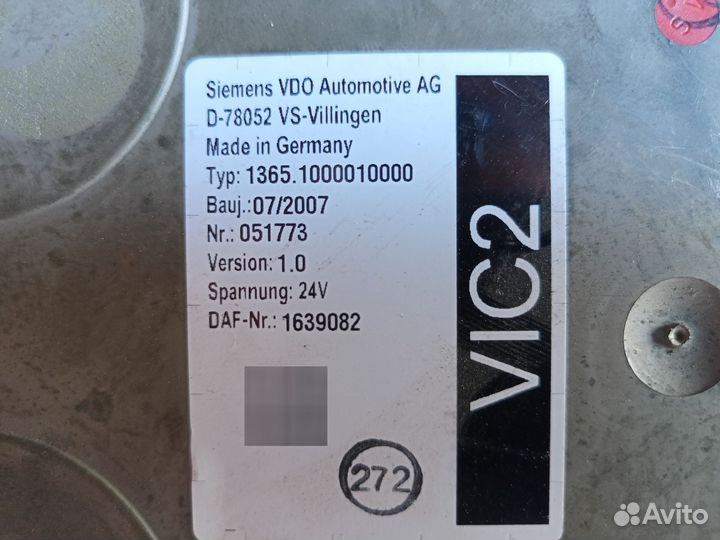 Siemens VDO Automotive AG
D-78052 VS-Villingen
Made in Germany
Typ: 1365.1000010000
Bauj.: 07/2007
Nr.: 051773
Version: 1.0
Spannung: 24V
DAF-Nr.: 1639082
272
VIC2
Avito